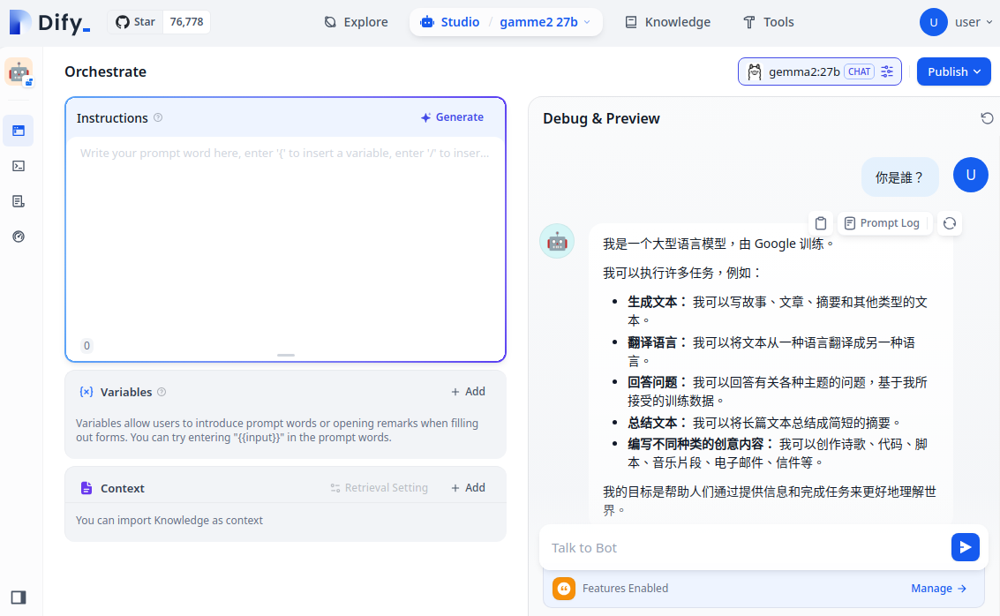 Dify_
Star 76,778
Explore
Studio / gamme2 27b
Knowledge
Tools
U user
Orchestrate
gemma2:27b CHAT
Publish
Instructions
Generate
Write your prompt word here, enter '{' to insert a variable, enter '/' to inser...
0
Variables
+ Add
Variables allow users to introduce prompt words or opening remarks when filling
out forms. You can try entering "{{input}}" in the prompt words.
Context
Retrieval Setting
+ Add
You can import Knowledge as context
Debug & Preview
你是誰？
U
Prompt Log
我是一个大型语言模型，由 Google 训练。
我可以执行许多任务，例如：
• 生成文本： 我可以写故事、文章、摘要和其他类型的文
本。
• 翻译语言： 我可以将文本从一种语言翻译成另一种语
言。
• 回答问题： 我可以回答有关各种主题的问题，基于我所
接受的训练数据。
• 总结文本： 我可以将长篇文本总结成简短的摘要。
• 编写不同种类的创意内容： 我可以创作诗歌、代码、脚
本、音乐片段、电子邮件、信件等。
我的目标是帮助人们通过提供信息和完成任务来更好地理解世
界。
Talk to Bot
Features Enabled
Manage →